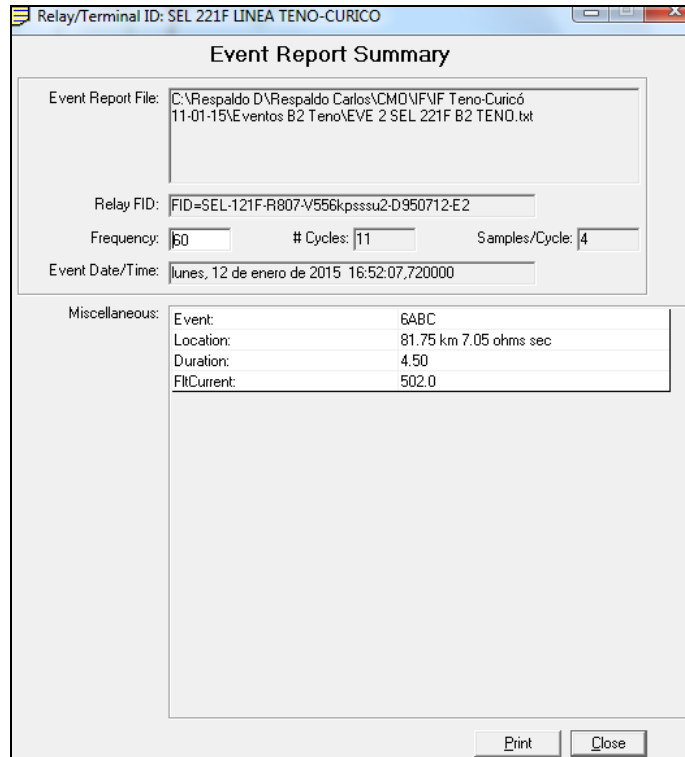 Relay/Terminal ID: SEL 221F LINEA TENO-CURICO
Event Report Summary
Event Report File: C:\Respaldo D\Respaldo Carlos\CMO\IF\IF Teno-Curicó
11-01-15\Eventos B2 Teno\EVE 2 SEL 221F B2 TENO.txt
Relay FID: FID=SEL-121F-R807-V556kpsssu2-D950712-E2
Frequency: 60 # Cycles: 11 Samples/Cycle: 4
Event Date/Time: lunes, 12 de enero de 2015 16:52:07,720000
Miscellaneous:
Event: 6ABC
Location: 81.75 km 7.05 ohms sec
Duration: 4.50
FltCurrent: 502.0
Print Close